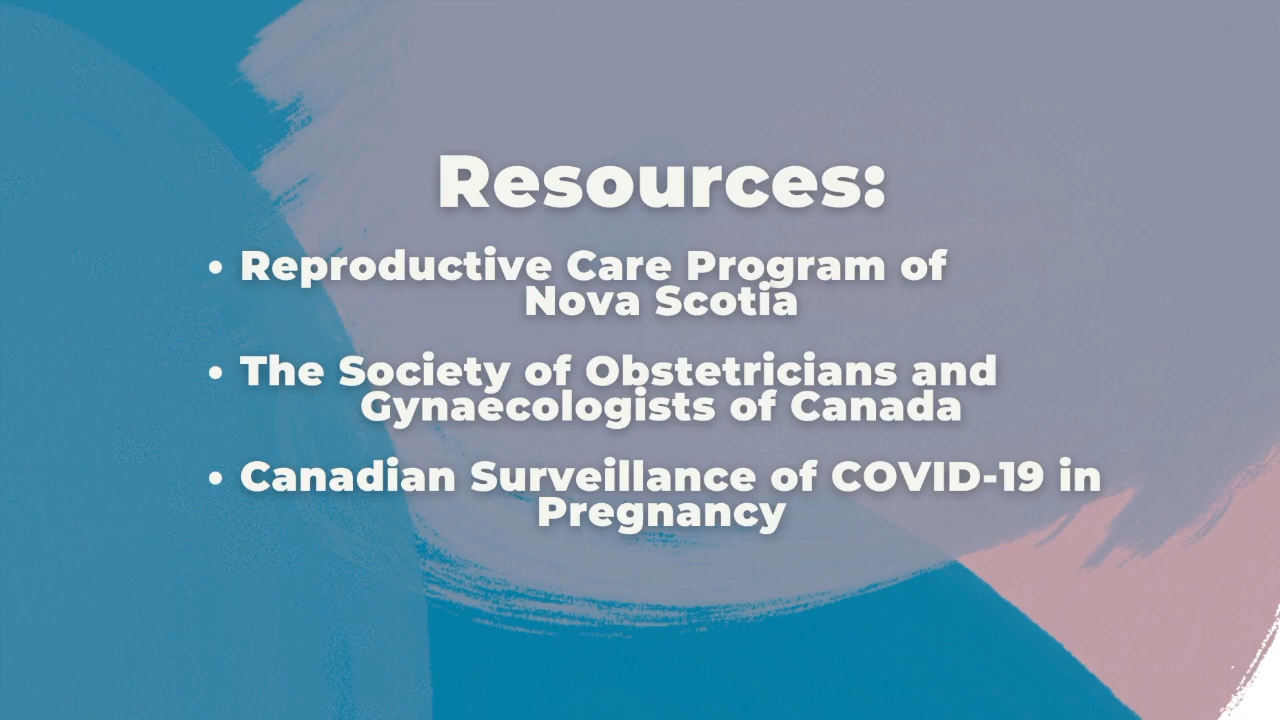 Resources:
• Reproductive Care Program of
Nova Scotia
• The Society of Obstetricians and
Gynaecologists of Canada
• Canadian Surveillance of COVID-19 in
Pregnancy